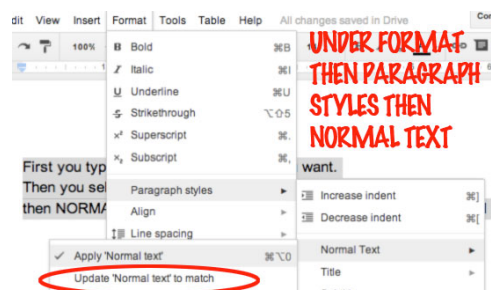 dit View Insert Format Tools Table Help All changes saved in Drive
100%
B Bold ⌘B
I Italic ⌘I
U Underline ⌘U
S Strikethrough ⌥⇧5
x² Superscript ⌘.
x₂ Subscript ⌘,
Paragraph styles ►
Align ►
Line spacing ►
UNDER FORMAT
THEN PARAGRAPH
STYLES THEN
NORMAL TEXT
First you typ want.
Then you sel
then NORMA
Increase indent ⌘]
Decrease indent ⌘[
Normal Text ►
Title ►
✓ Apply 'Normal text' ⌘⌥0
Update 'Normal text' to match